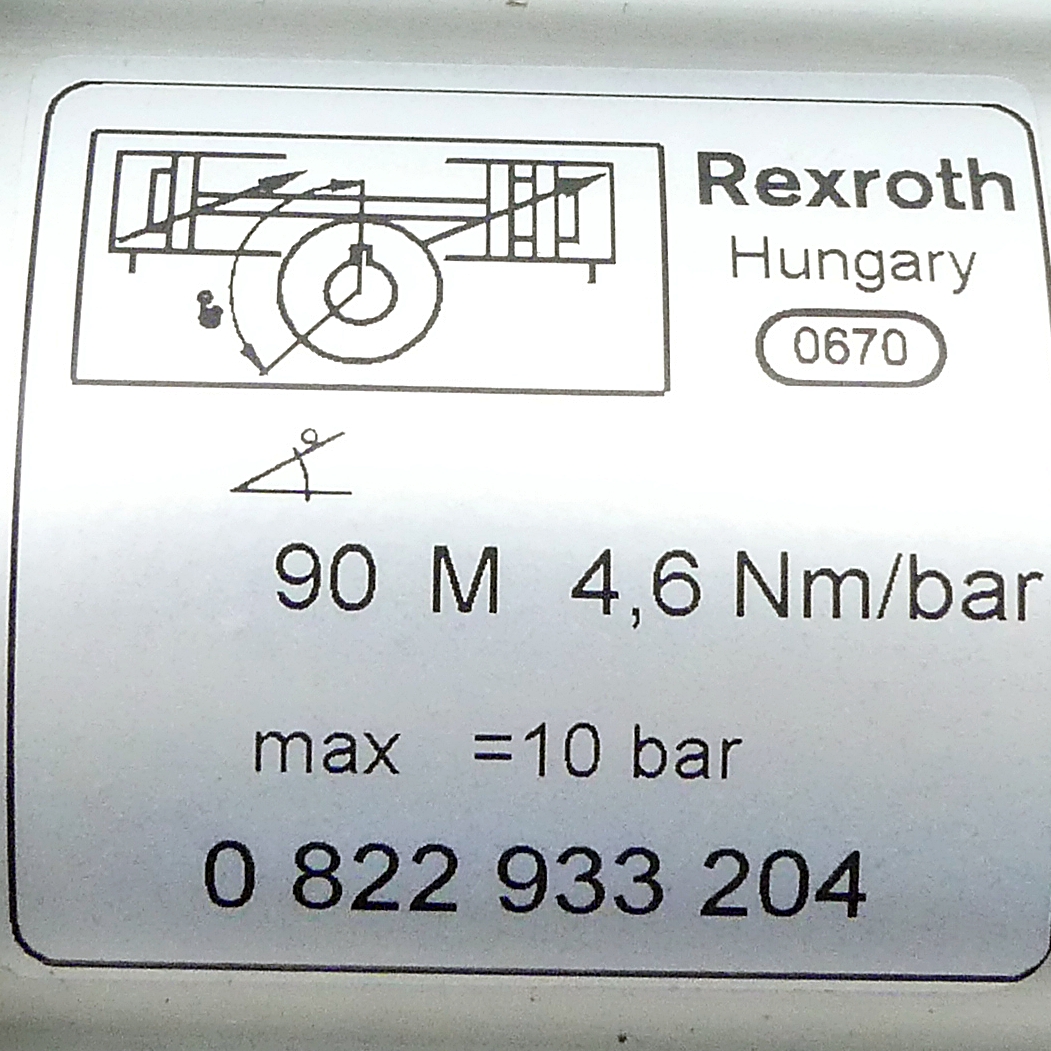 Rexroth
Hungary
0670
90 M 4,6 Nm/bar
max =10 bar
0 822 933 204